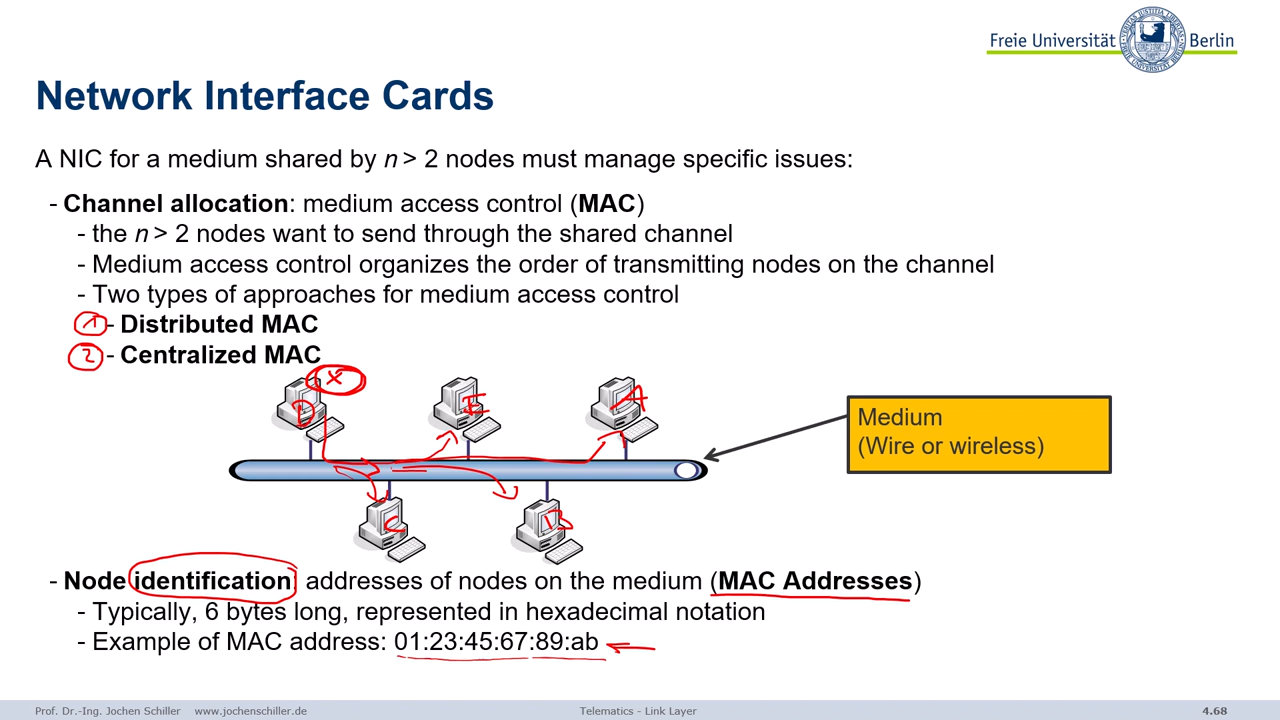 Freie Universität Berlin
Network Interface Cards
A NIC for a medium shared by n > 2 nodes must manage specific issues:
- Channel allocation: medium access control (MAC)
- the n > 2 nodes want to send through the shared channel
- Medium access control organizes the order of transmitting nodes on the channel
- Two types of approaches for medium access control
1 - Distributed MAC
2 - Centralized MAC
X
D E A
Medium
(Wire or wireless)
C B
- Node identification: addresses of nodes on the medium (MAC Addresses)
- Typically, 6 bytes long, represented in hexadecimal notation
- Example of MAC address: 01:23:45:67:89:ab
Prof. Dr.-Ing. Jochen Schiller www.jochenschiller.de Telematics - Link Layer 4.68